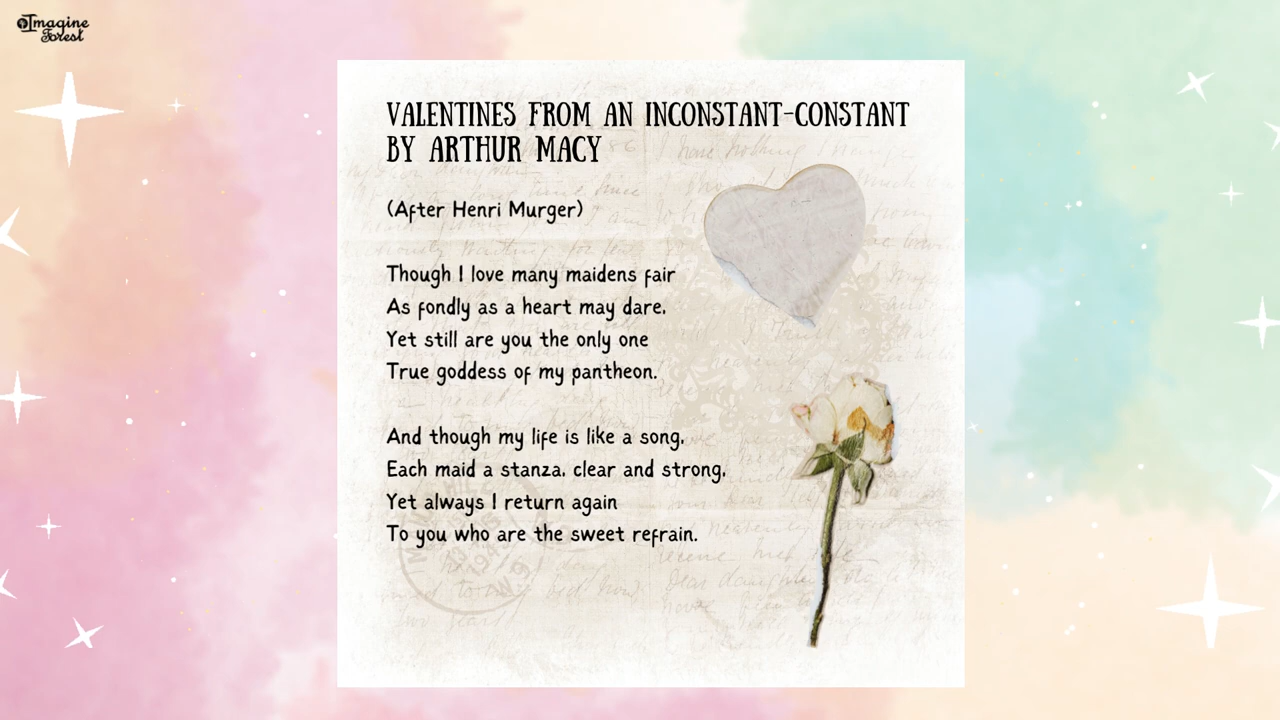 Imagine
Forest
VALENTINES FROM AN INCONSTANT-CONSTANT
BY ARTHUR MACY
(After Henri Murger)
Though I love many maidens fair
As fondly as a heart may dare,
Yet still are you the only one
True goddess of my pantheon.
And though my life is like a song,
Each maid a stanza, clear and strong,
Yet always I return again
To you who are the sweet refrain.